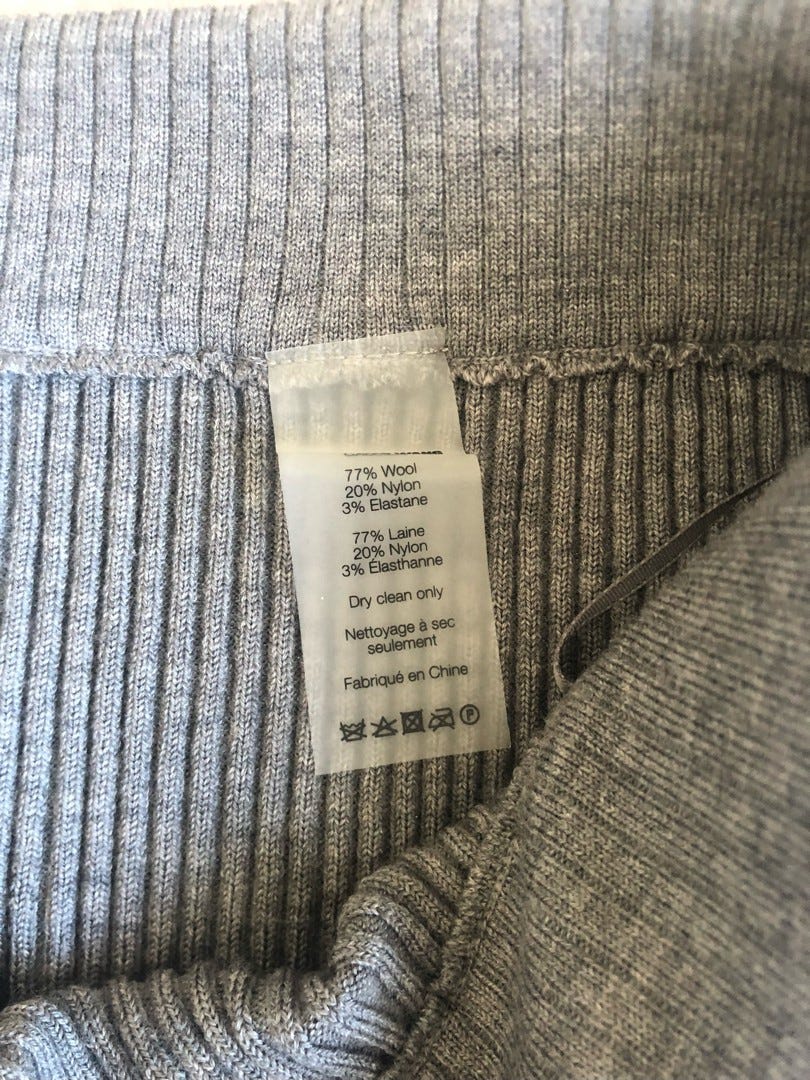 77% Wool
20% Nylon
3% Elastane
77% Laine
20% Nylon
3% Élasthanne
Dry clean only
Nettoyage à sec
seulement
Fabriqué en Chine
P